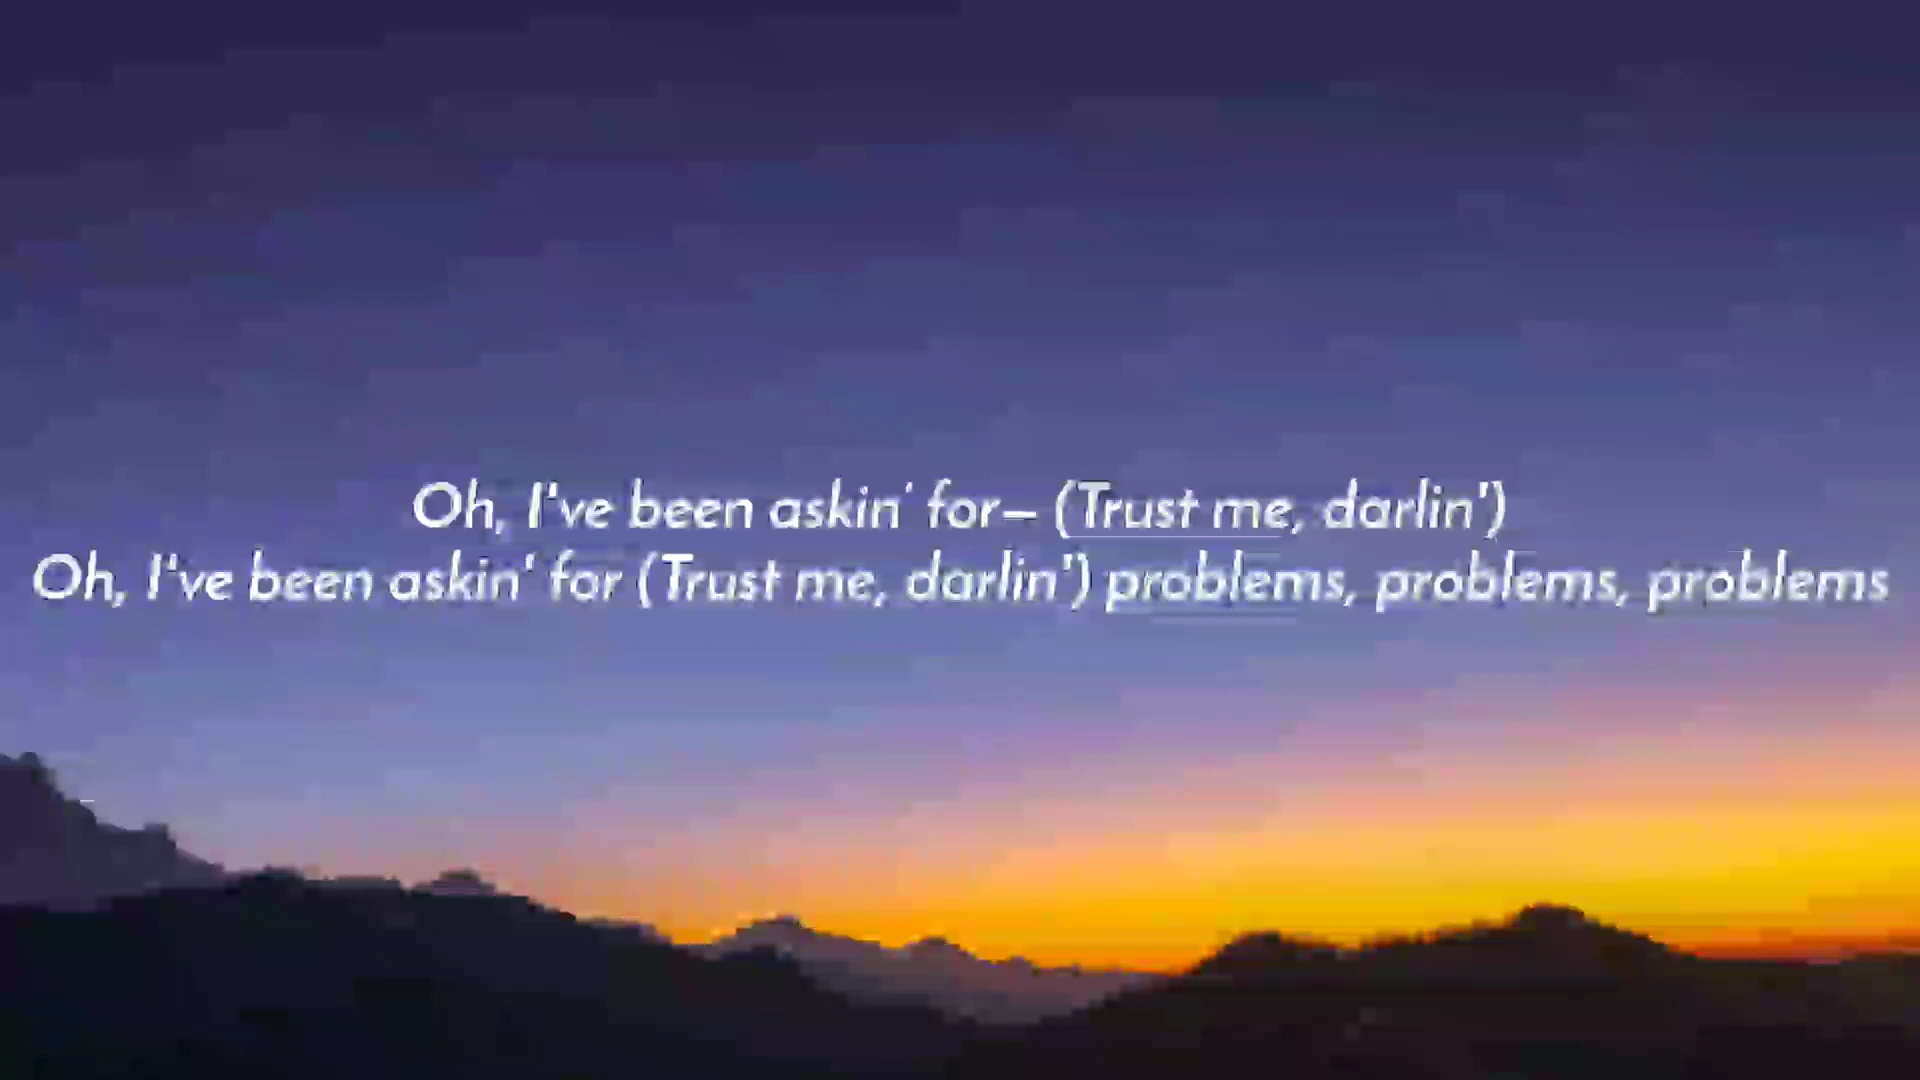 Oh, I've been askin' for– (Trust me, darlin')
Oh, I've been askin' for (Trust me, darlin') problems, problems, problems